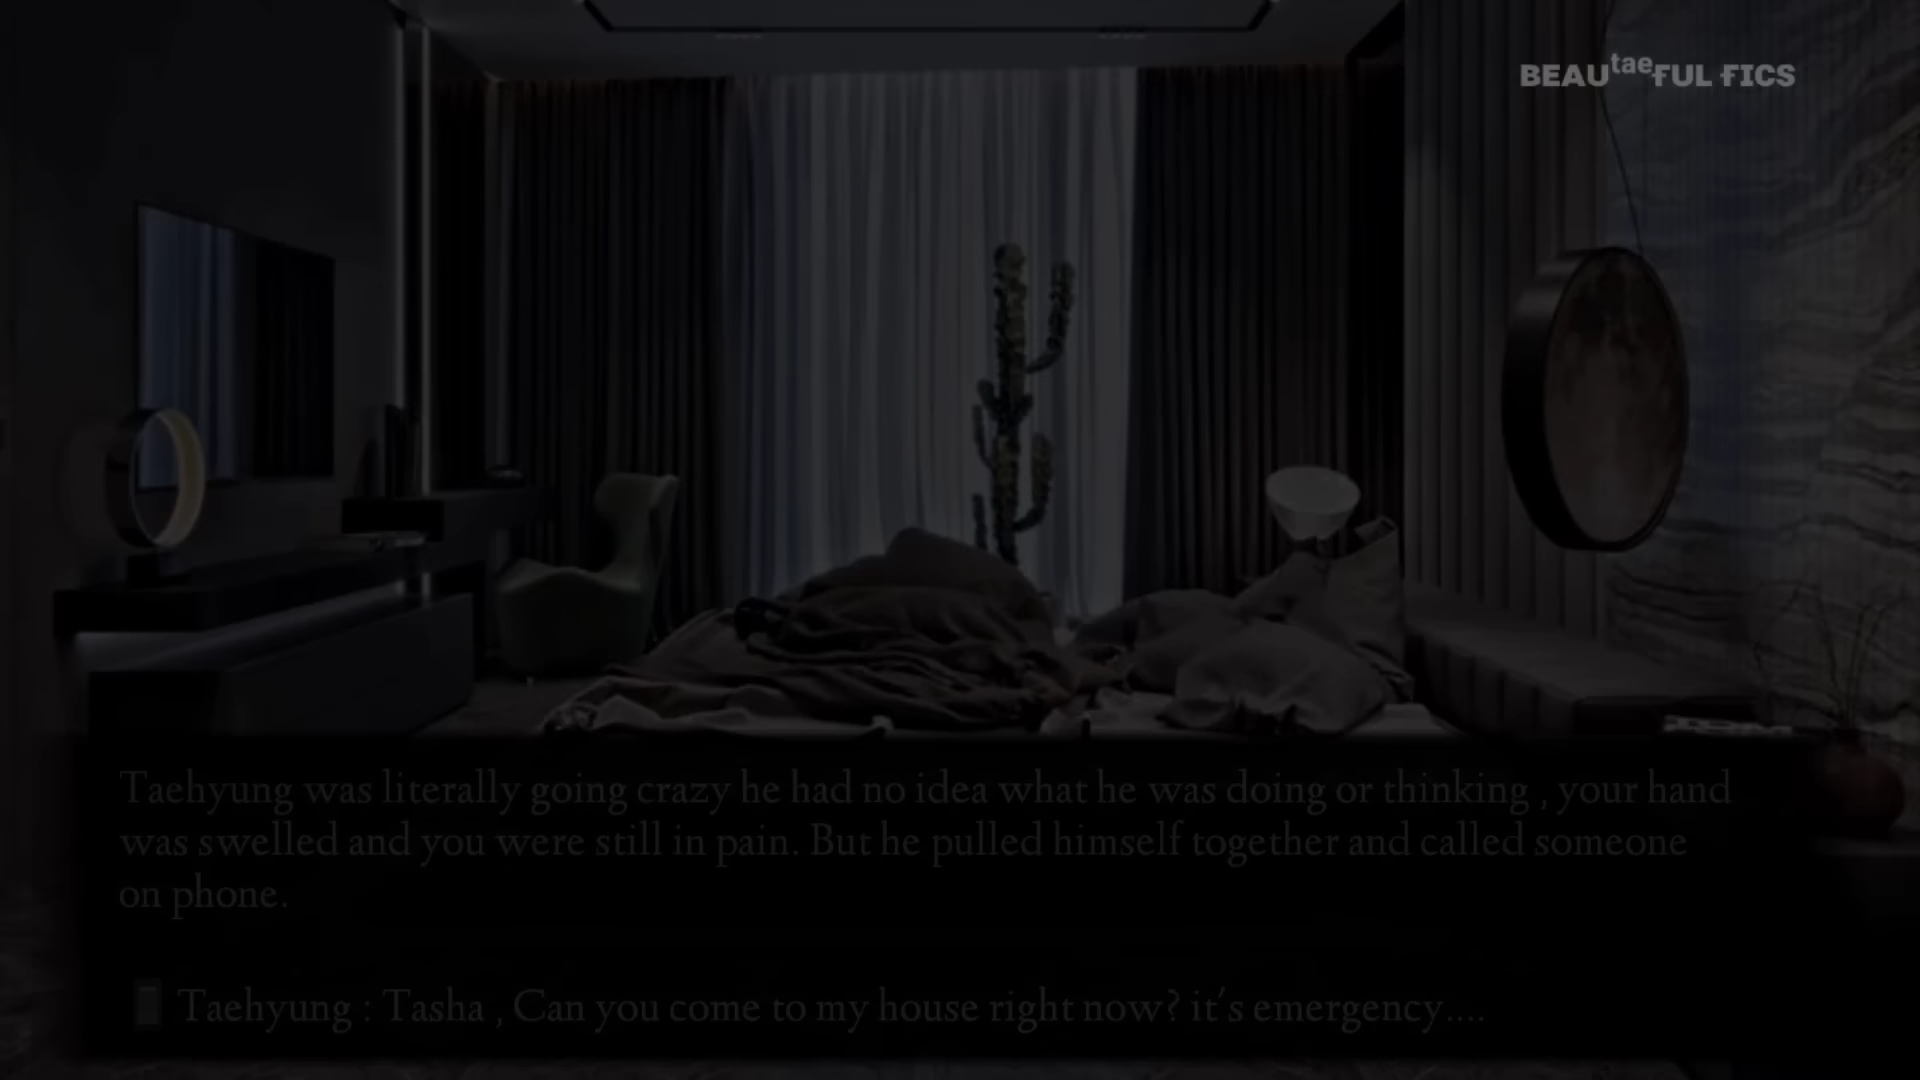 BEAUtaeFUL FICS
Taehyung was literally going crazy he had no idea what he was doing or thinking , your hand
was swelled and you were still in pain. But he pulled himself together and called someone
on phone.
Taehyung : Tasha , Can you come to my house right now? it's emergency....